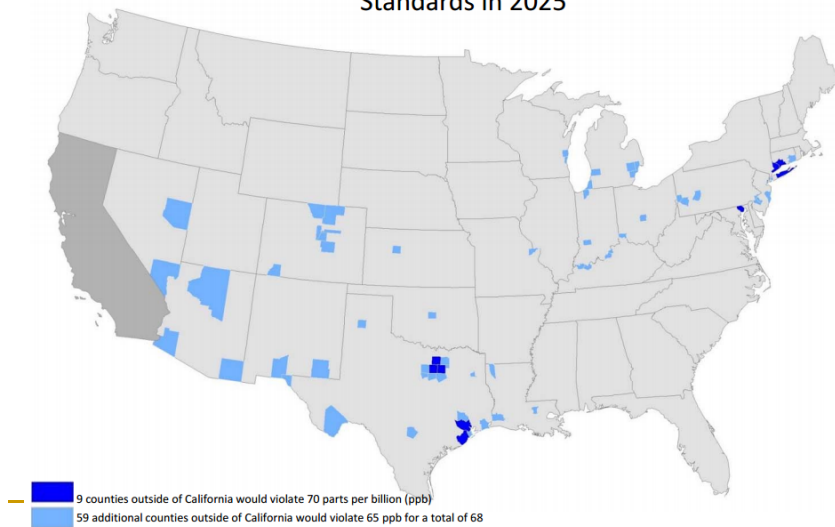 Standards in 2025
9 counties outside of California would violate 70 parts per billion (ppb)
59 additional counties outside of California would violate 65 ppb for a total of 68